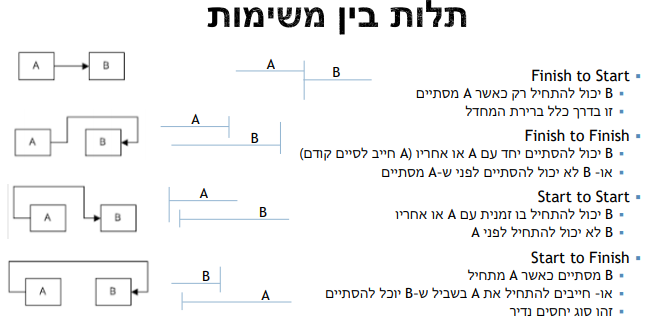 תלות בין משימות
A
B
A
B
Finish to Start
B יכול להתחיל רק כאשר A מסתיים
זו בדרך כלל ברירת המחדל
A
B
A
B
Finish to Finish
B יכול להסתיים יחד עם A או אחריו (A חייב לסיים קודם)
או- B לא יכול להסתיים לפני ש-A מסתיים
A
B
A
B
Start to Start
B יכול להתחיל בו זמנית עם A או אחריו
B לא יכול להתחיל לפני A
A
B
B
A
Start to Finish
B מסתיים כאשר A מתחיל
או- חייבים להתחיל את A בשביל ש-B יוכל להסתיים
זהו סוג יחסים נדיר